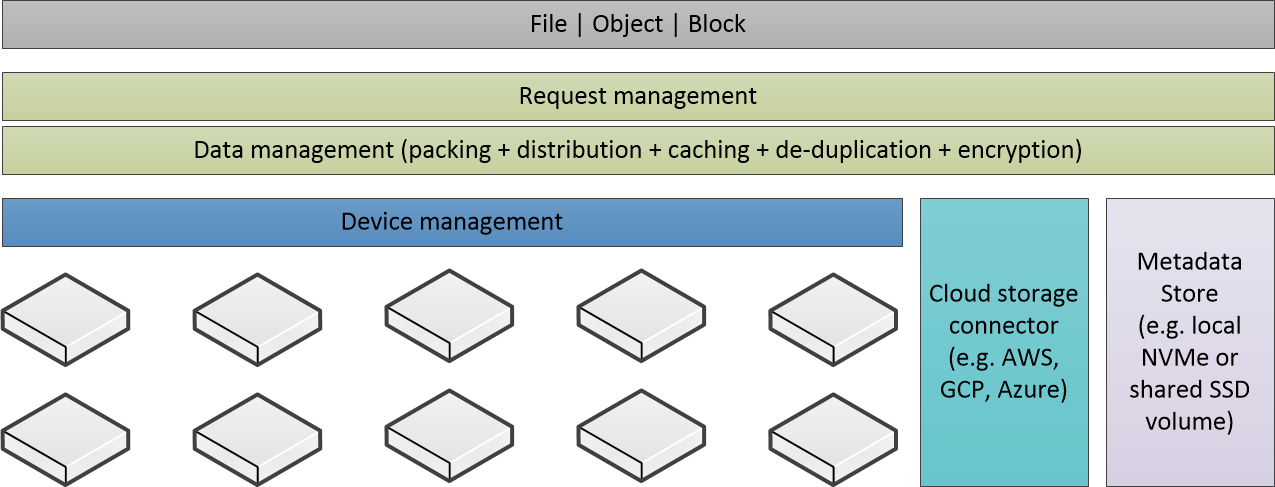 File | Object | Block
Request management
Data management (packing + distribution + caching + de-duplication + encryption)
Device management
Cloud storage
connector
(e.g. AWS,
GCP, Azure)
Metadata
Store
(e.g. local
NVMe or
shared SSD
volume)